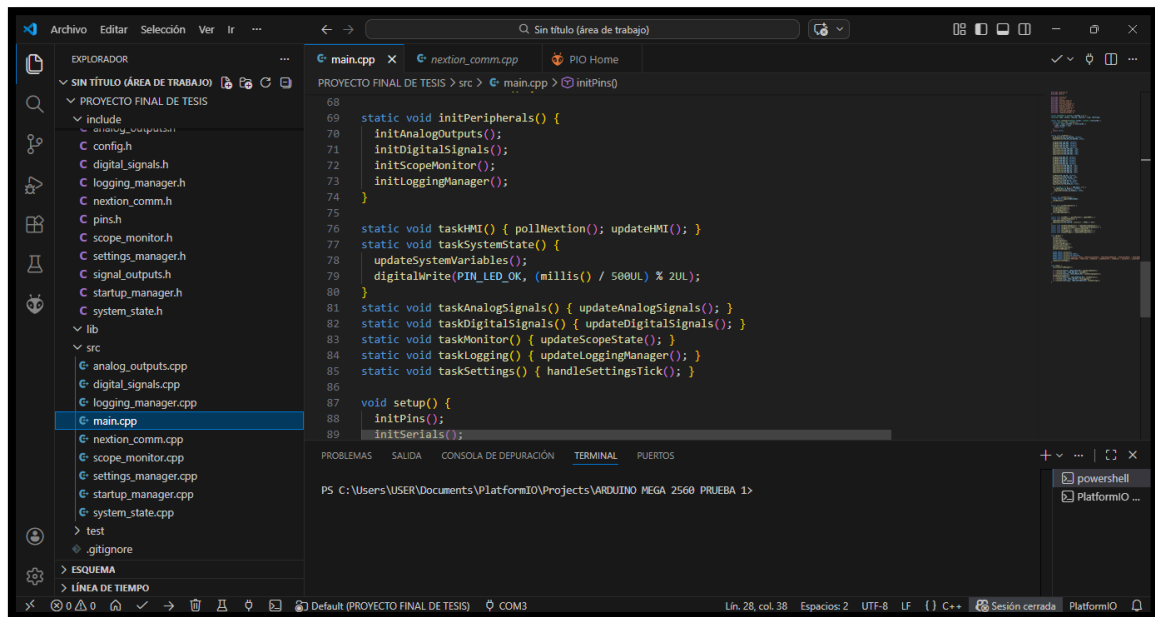 Archivo Editar Selección Ver Ir ···
Sin título (área de trabajo)
EXPLORADOR ···
SIN TÍTULO (ÁREA DE TRABAJO)
PROYECTO FINAL DE TESIS
include
analog_outputs.h
config.h
digital_signals.h
logging_manager.h
nextion_comm.h
pins.h
scope_monitor.h
settings_manager.h
signal_outputs.h
startup_manager.h
system_state.h
lib
src
analog_outputs.cpp
digital_signals.cpp
logging_manager.cpp
main.cpp
nextion_comm.cpp
scope_monitor.cpp
settings_manager.cpp
startup_manager.cpp
system_state.cpp
test
.gitignore
ESQUEMA
LÍNEA DE TIEMPO
main.cpp nextion_comm.cpp PIO Home
PROYECTO FINAL DE TESIS > src > main.cpp > initPins()
68
69 static void initPeripherals() {
70 initAnalogOutputs();
71 initDigitalSignals();
72 initScopeMonitor();
73 initLoggingManager();
74 }
75
76 static void taskHMI() { pollNextion(); updateHMI(); }
77 static void taskSystemState() {
78 updateSystemVariables();
79 digitalWrite(PIN_LED_OK, (millis() / 500UL) % 2UL);
80 }
81 static void taskAnalogSignals() { updateAnalogSignals(); }
82 static void taskDigitalSignals() { updateDigitalSignals(); }
83 static void taskMonitor() { updateScopeState(); }
84 static void taskLogging() { updateLoggingManager(); }
85 static void taskSettings() { handleSettingsTick(); }
86
87 void setup() {
88 initPins();
89 initSerials();
PROBLEMAS SALIDA CONSOLA DE DEPURACIÓN TERMINAL PUERTOS
PS C:\Users\USER\Documents\PlatformIO\Projects\ARDUINO MEGA 2560 PRUEBA 1>
powershell
PlatformIO ...
0 0 Default (PROYECTO FINAL DE TESIS) COM3 Lín. 28, col. 38 Espacios: 2 UTF-8 LF {} C++ Sesión cerrada PlatformIO